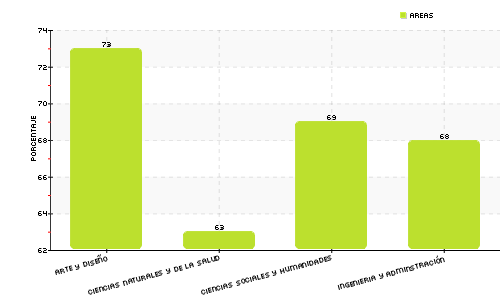 AREAS
PORCENTAJE
74
72
70
68
66
64
62
73
63
69
68
ARTE Y DISEÑO
CIENCIAS NATURALES Y DE LA SALUD
CIENCIAS SOCIALES Y HUMANIDADES
INGENIERIA Y ADMINSTRACIÓN